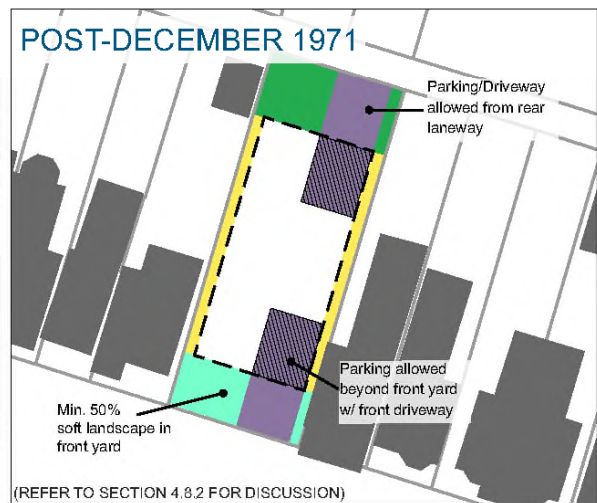 POST-DECEMBER 1971
Parking/Driveway
allowed from rear
laneway
Parking allowed
beyond front yard
w/ front driveway
Min. 50%
soft landscape in
front yard
(REFER TO SECTION 4.8.2 FOR DISCUSSION)